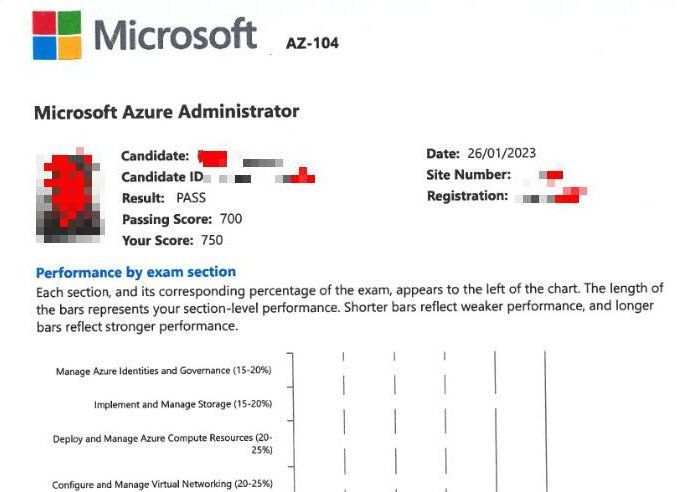 Microsoft AZ-104
Microsoft Azure Administrator
Candidate:
Date: 26/01/2023
Candidate ID
Site Number:
Result: PASS
Registration:
Passing Score: 700
Your Score: 750
Performance by exam section
Each section, and its corresponding percentage of the exam, appears to the left of the chart. The length of
the bars represents your section-level performance. Shorter bars reflect weaker performance, and longer
bars reflect stronger performance.
Manage Azure Identities and Governance (15-20%)
Implement and Manage Storage (15-20%)
Deploy and Manage Azure Compute Resources (20-
25%)
Configure and Manage Virtual Networking (20-25%)